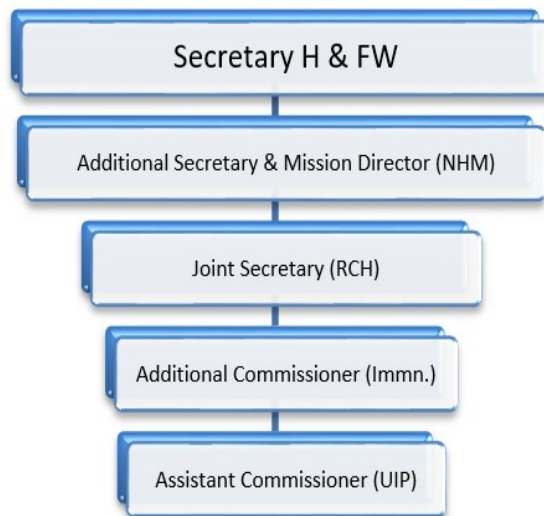 Secretary H & FW
Additional Secretary & Mission Director (NHM)
Joint Secretary (RCH)
Additional Commissioner (Immn.)
Assistant Commissioner (UIP)